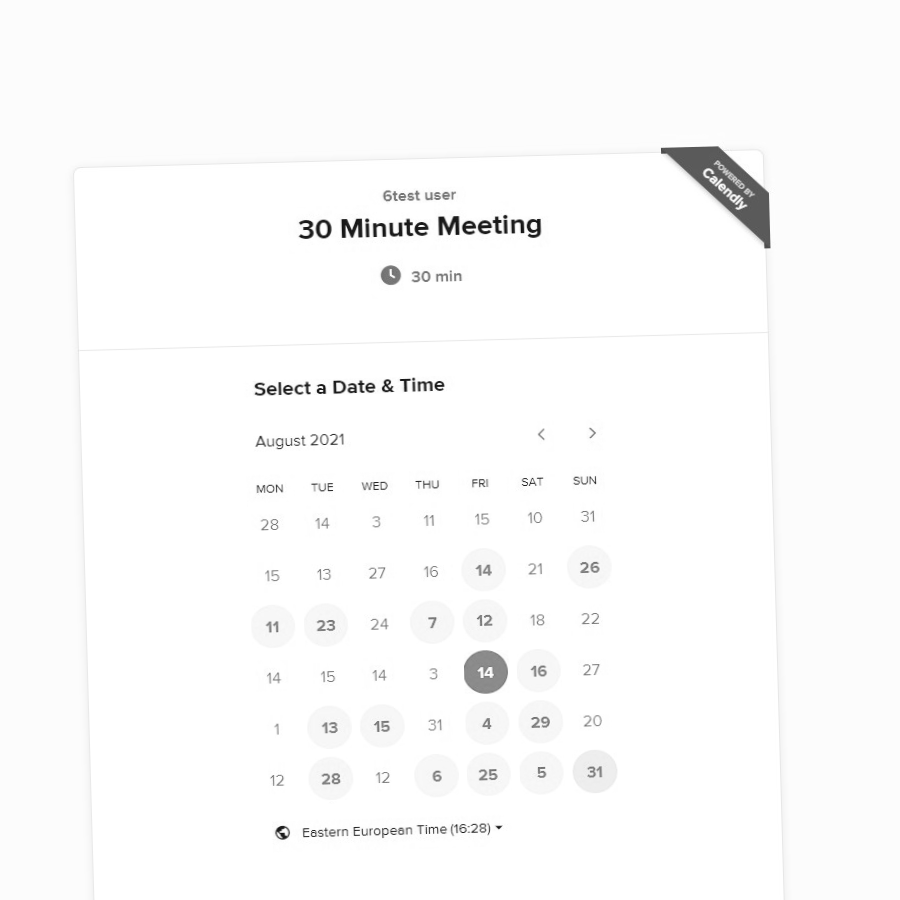 POWERED BY
Calendly
6test user
30 Minute Meeting
30 min
Select a Date & Time
August 2021
MON TUE WED THU FRI SAT SUN
28 14 3 11 15 10 31
15 13 27 16 14 21 26
11 23 24 7 12 18 22
14 15 14 3 14 16 27
1 13 15 31 4 29 20
12 28 12 6 25 5 31
Eastern European Time (16:28)